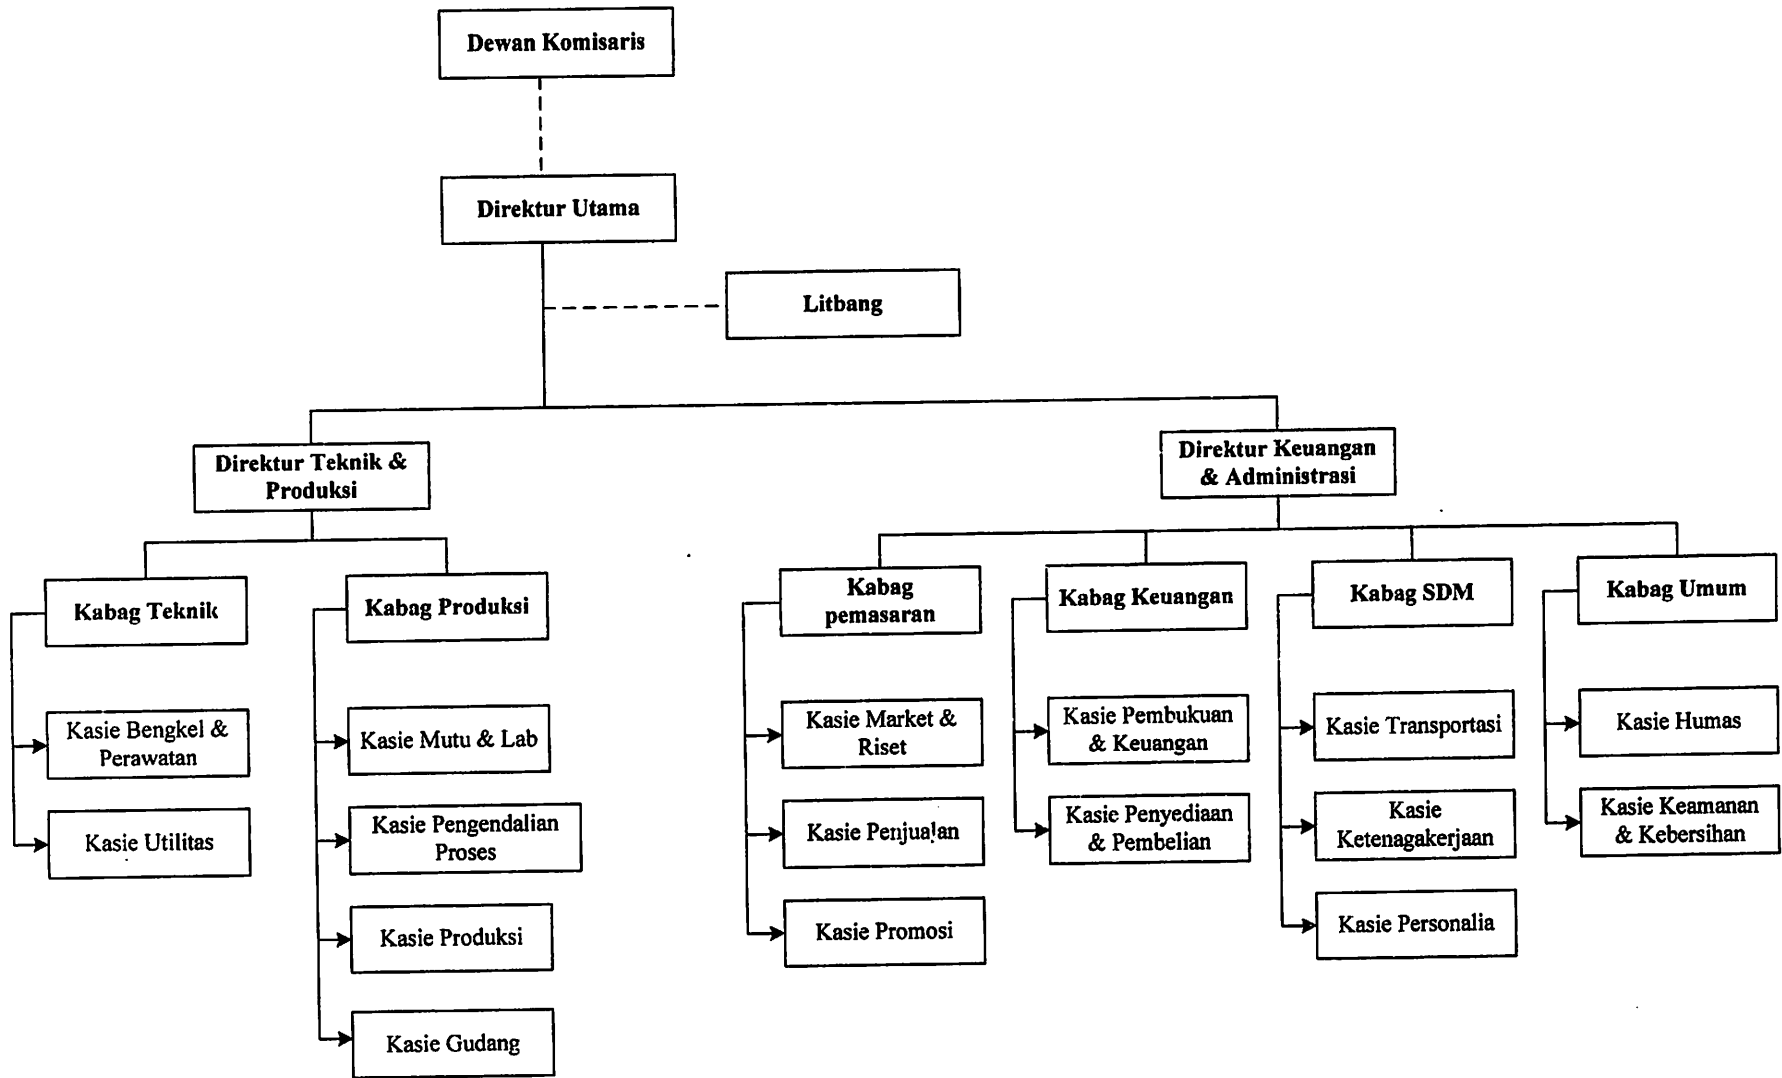 Dewan Komisaris
Direktur Utama
Litbang
Direktur Teknik &
Produksi
Direktur Keuangan
& Administrasi
Kabag Teknik
Kabag Produksi
Kabag
pemasaran
Kabag Keuangan
Kabag SDM
Kabag Umum
Kasie Bengkel &
Perawatan
Kasie Utilitas
Kasie Mutu & Lab
Kasie Pengendalian
Proses
Kasie Produksi
Kasie Gudang
Kasie Market &
Riset
Kasie Penjualan
Kasie Promosi
Kasie Pembukuan
& Keuangan
Kasie Penyediaan
& Pembelian
Kasie Transportasi
Kasie
Ketenagakerjaan
Kasie Personalia
Kasie Humas
Kasie Keamanan
& Kebersihan